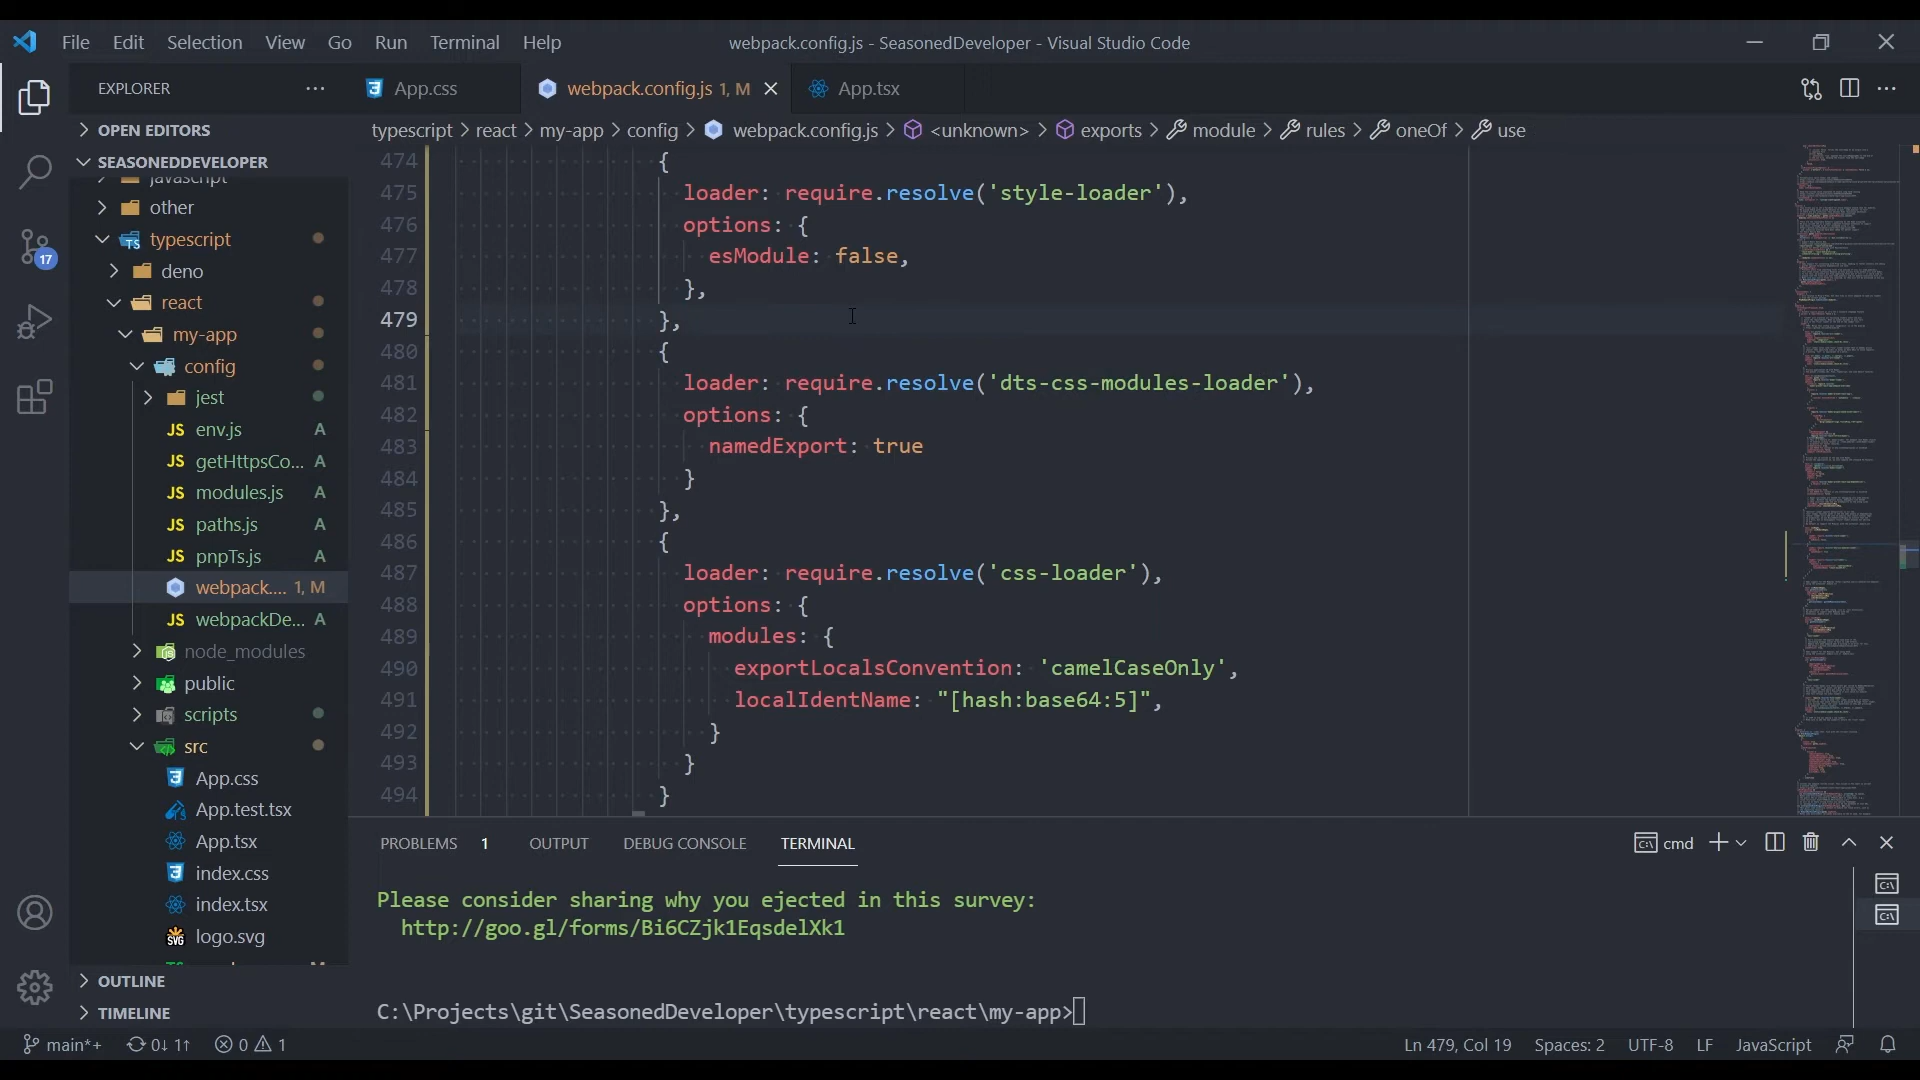 File Edit Selection View Go Run Terminal Help
webpack.config.js - SeasonedDeveloper - Visual Studio Code
EXPLORER
App.css
webpack.config.js 1, M
App.tsx
OPEN EDITORS
typescript > react > my-app > config > webpack.config.js > <unknown> > exports > module > rules > oneOf > use
SEASONEDDEVELOPER
javascript
other
typescript
deno
react
my-app
config
jest
env.js A
getHttpsCo... A
modules.js A
paths.js A
pnpTs.js A
webpack.... 1, M
webpackDe... A
node_modules
public
scripts
src
App.css
App.test.tsx
App.tsx
index.css
index.tsx
logo.svg
OUTLINE
TIMELINE
17
474 {
475 loader: require.resolve('style-loader'),
476 options: {
477 esModule: false,
478 },
479 },
480 {
481 loader: require.resolve('dts-css-modules-loader'),
482 options: {
483 namedExport: true
484 }
485 },
486 {
487 loader: require.resolve('css-loader'),
488 options: {
489 modules: {
490 exportLocalsConvention: 'camelCaseOnly',
491 localIdentName: "[hash:base64:5]",
492 }
493 }
494 }
PROBLEMS 1 OUTPUT DEBUG CONSOLE TERMINAL
cmd
Please consider sharing why you ejected in this survey:
http://goo.gl/forms/Bi6CZjk1EqsdelXk1
C:\Projects\git\SeasonedDeveloper\typescript\react\my-app>
main*+ 0↓ 1↑ 0 1
Ln 479, Col 19 Spaces: 2 UTF-8 LF JavaScript